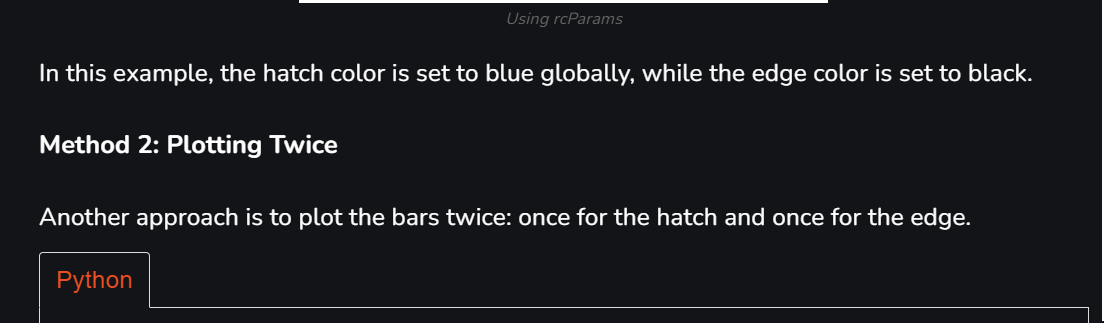 Using rcParams
In this example, the hatch color is set to blue globally, while the edge color is set to black.
Method 2: Plotting Twice
Another approach is to plot the bars twice: once for the hatch and once for the edge.
Python